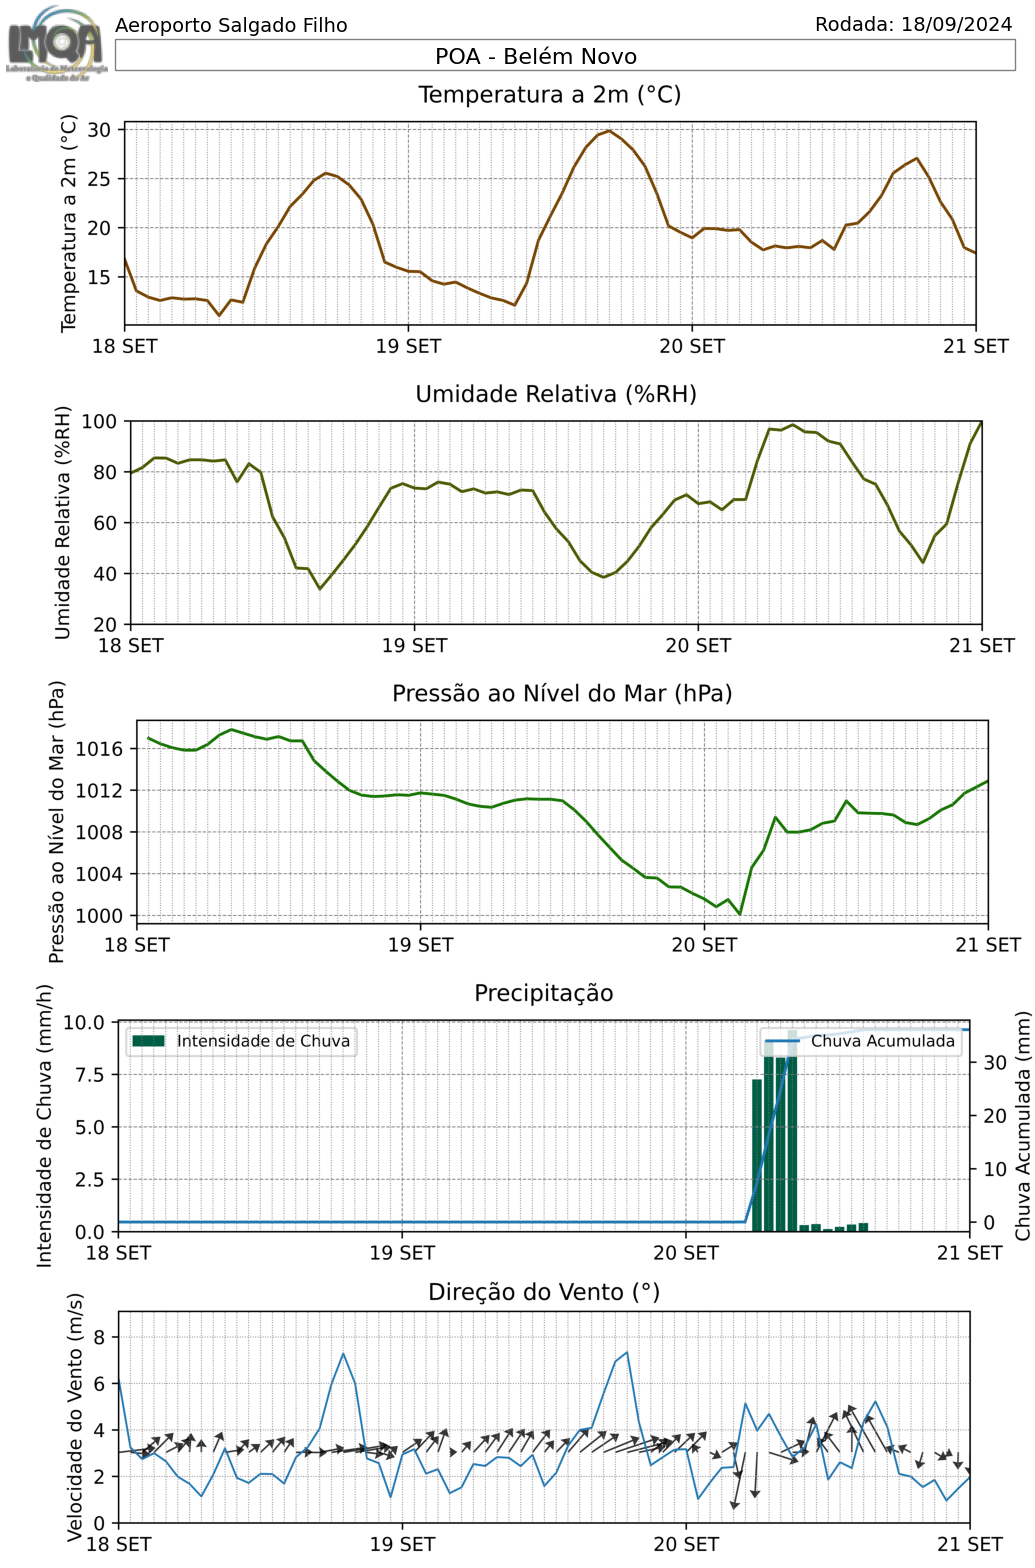 LMQA
Laboratório de Meteorologia
e Qualidade do Ar
Aeroporto Salgado Filho
Rodada: 18/09/2024
POA - Belém Novo
Temperatura a 2m (°C)
Temperatura a 2m (°C)
30
25
20
15
18 SET 19 SET 20 SET 21 SET
Umidade Relativa (%RH)
Umidade Relativa (%RH)
100
80
60
40
20
18 SET 19 SET 20 SET 21 SET
Pressão ao Nível do Mar (hPa)
Pressão ao Nível do Mar (hPa)
1016
1012
1008
1004
1000
18 SET 19 SET 20 SET 21 SET
Precipitação
Intensidade de Chuva (mm/h)
10.0
7.5
5.0
2.5
0.0
Intensidade de Chuva
Chuva Acumulada
30
20
10
0
Chuva Acumulada (mm)
18 SET 19 SET 20 SET 21 SET
Direção do Vento (°)
Velocidade do Vento (m/s)
8
6
4
2
0
18 SET 19 SET 20 SET 21 SET